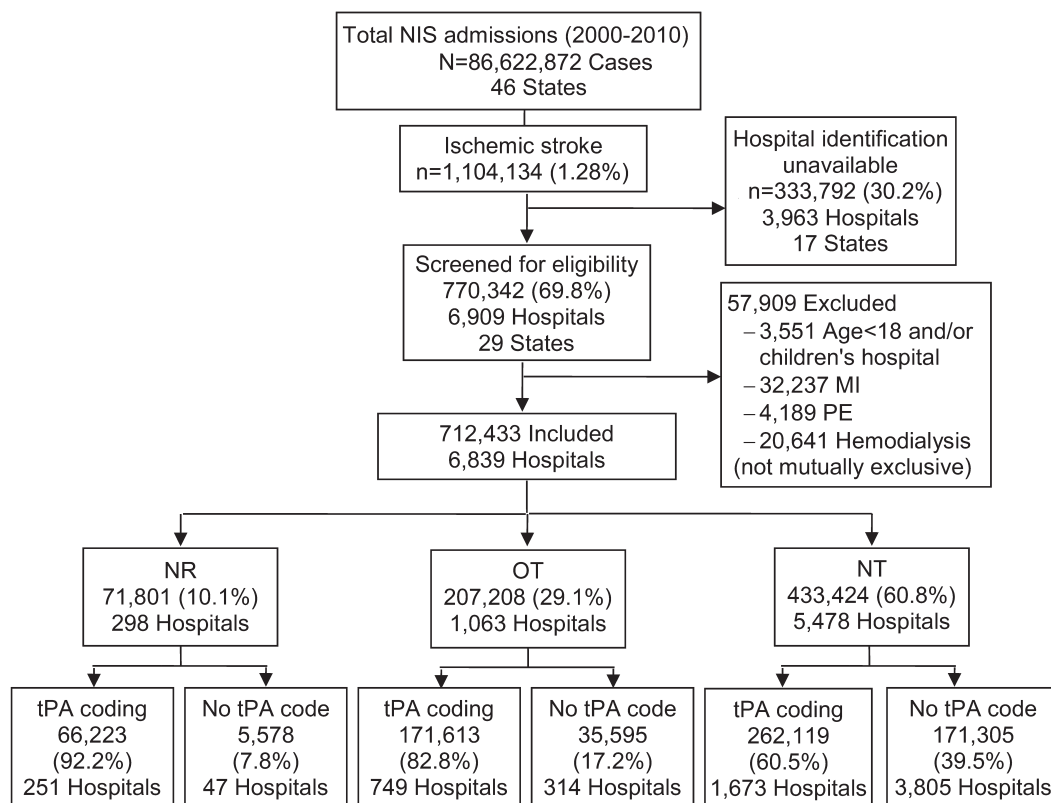 Total NIS admissions (2000-2010)
N=86,622,872 Cases
46 States
Ischemic stroke
n=1,104,134 (1.28%)
Hospital identification
unavailable
n=333,792 (30.2%)
3,963 Hospitals
17 States
Screened for eligibility
770,342 (69.8%)
6,909 Hospitals
29 States
57,909 Excluded
– 3,551 Age<18 and/or
children's hospital
– 32,237 MI
– 4,189 PE
– 20,641 Hemodialysis
(not mutually exclusive)
712,433 Included
6,839 Hospitals
NR
71,801 (10.1%)
298 Hospitals
OT
207,208 (29.1%)
1,063 Hospitals
NT
433,424 (60.8%)
5,478 Hospitals
tPA coding
66,223
(92.2%)
251 Hospitals
No tPA code
5,578
(7.8%)
47 Hospitals
tPA coding
171,613
(82.8%)
749 Hospitals
No tPA code
35,595
(17.2%)
314 Hospitals
tPA coding
262,119
(60.5%)
1,673 Hospitals
No tPA code
171,305
(39.5%)
3,805 Hospitals